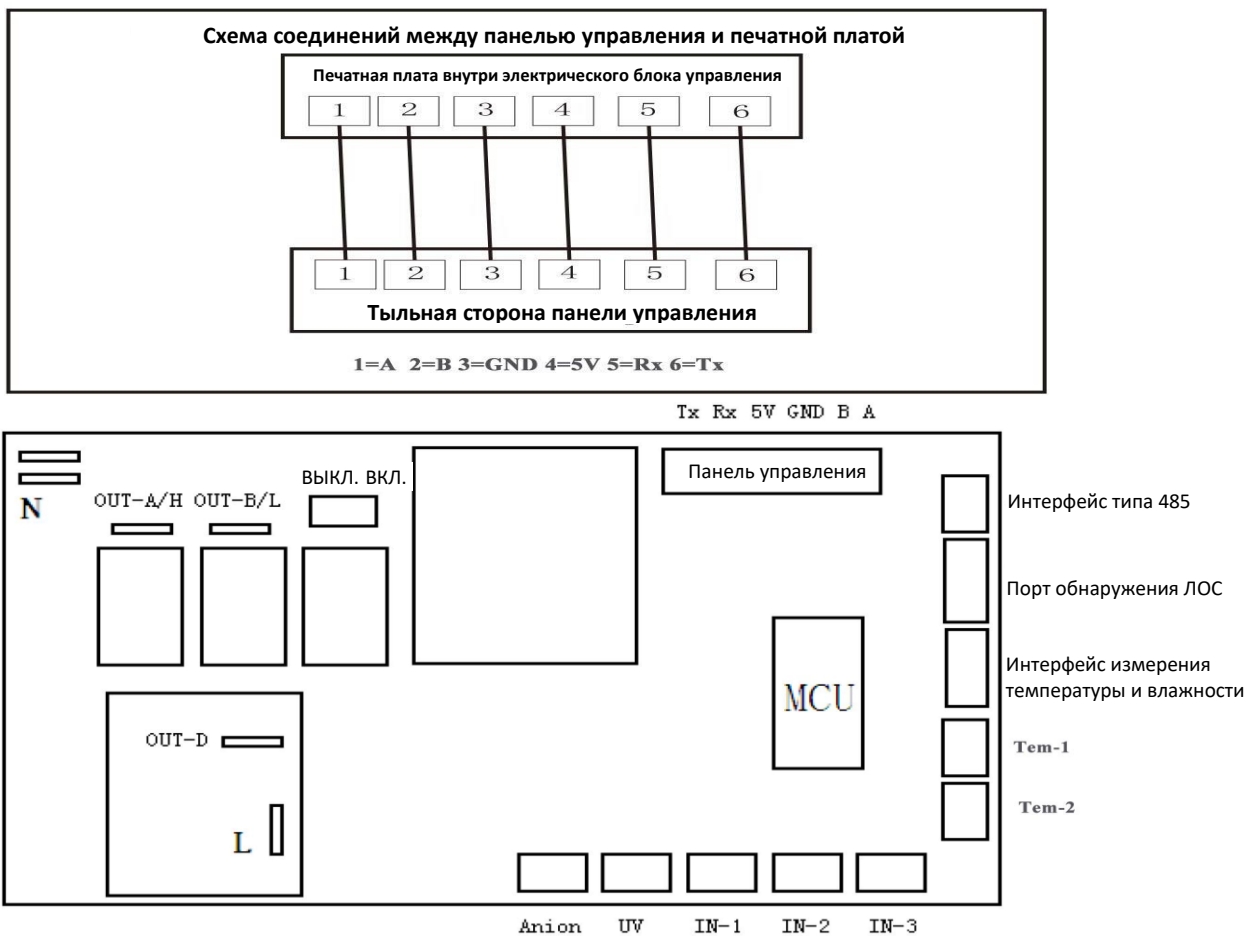 Схема соединений между панелью управления и печатной платой
Печатная плата внутри электрического блока управления
1 2 3 4 5 6
1 2 3 4 5 6
Тыльная сторона панели управления
1=A 2=B 3=GND 4=5V 5=Rx 6=Tx
Tx Rx 5V GND B A
Панель управления
ВЫКЛ. ВКЛ.
N
OUT-A/H OUT-B/L
Интерфейс типа 485
Порт обнаружения ЛОС
Интерфейс измерения
температуры и влажности
MCU
OUT-D
Tem-1
Tem-2
L
Anion UV IN-1 IN-2 IN-3